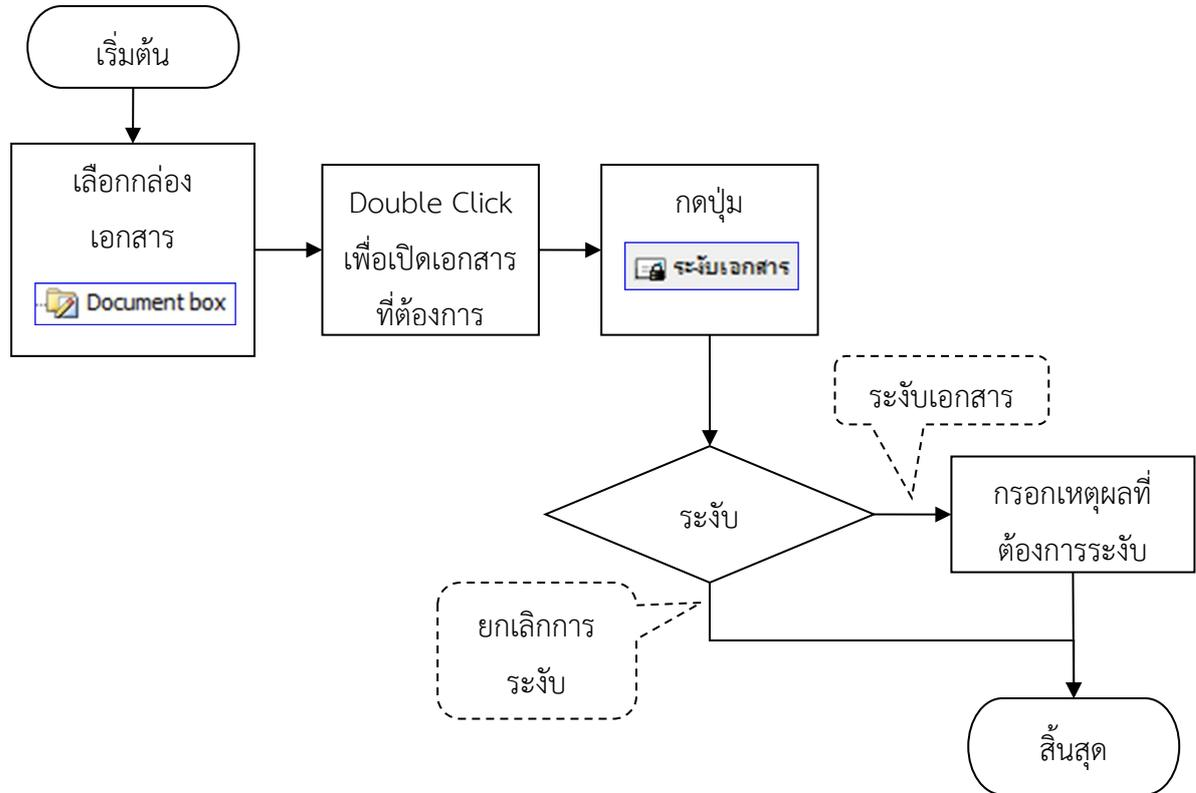 เริ่มต้น
เลือกกล่อง
เอกสาร
Document box
Double Click
เพื่อเปิดเอกสาร
ที่ต้องการ
กดปุ่ม
ระงับเอกสาร
ระงับเอกสาร
ระงับ
กรอกเหตุผลที่
ต้องการระงับ
ยกเลิกการ
ระงับ
สิ้นสุด